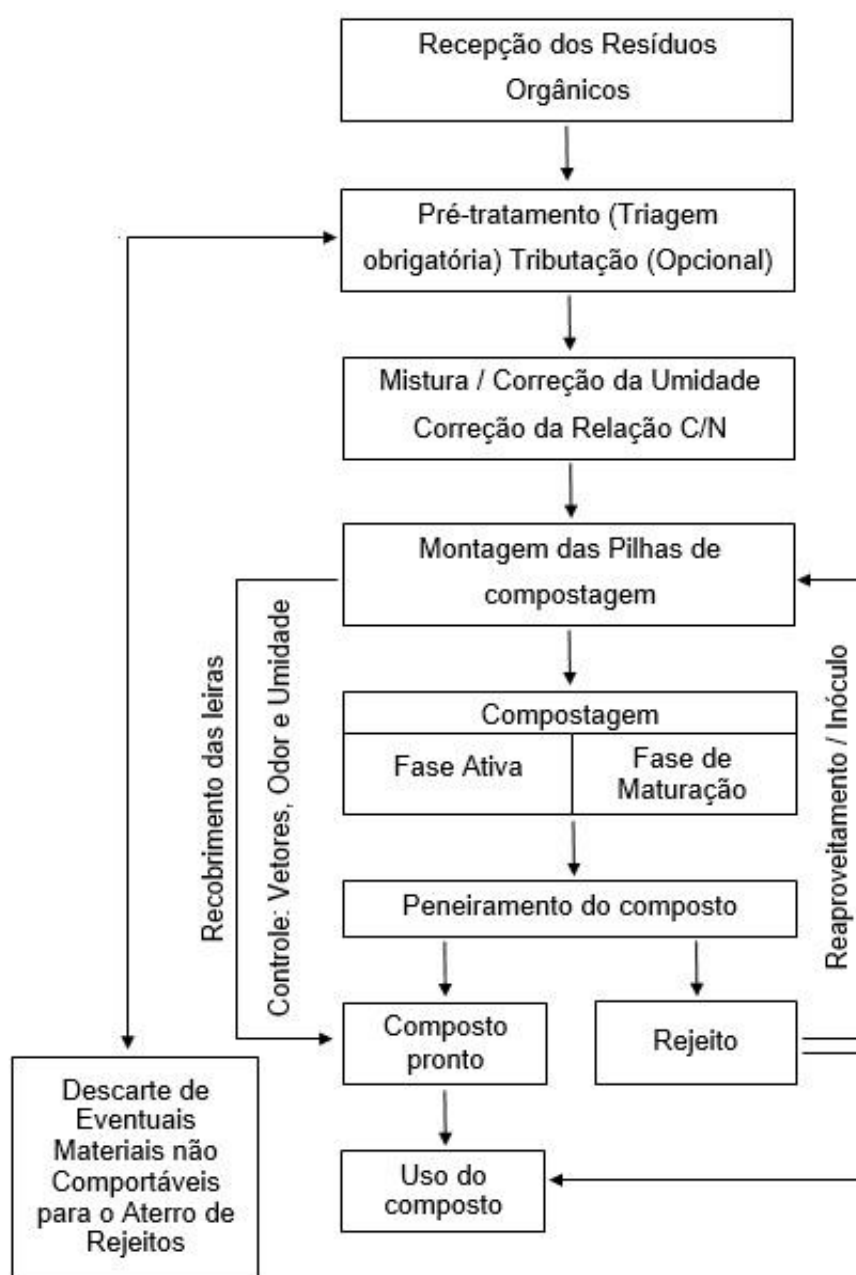 Recepção dos Resíduos
Orgânicos
Pré-tratamento (Triagem
obrigatória) Tributação (Opcional)
Mistura / Correção da Umidade
Correção da Relação C/N
Montagem das Pilhas de
compostagem
Recobrimento das leiras
Controle: Vetores, Odor e Umidade
Reaproveitamento / Inóculo
Compostagem
Fase Ativa
Fase de
Maturação
Peneiramento do composto
Composto
pronto
Rejeito
Descarte de
Eventuais
Materiais não
Comportáveis
para o Aterro de
Rejeitos
Uso do
composto